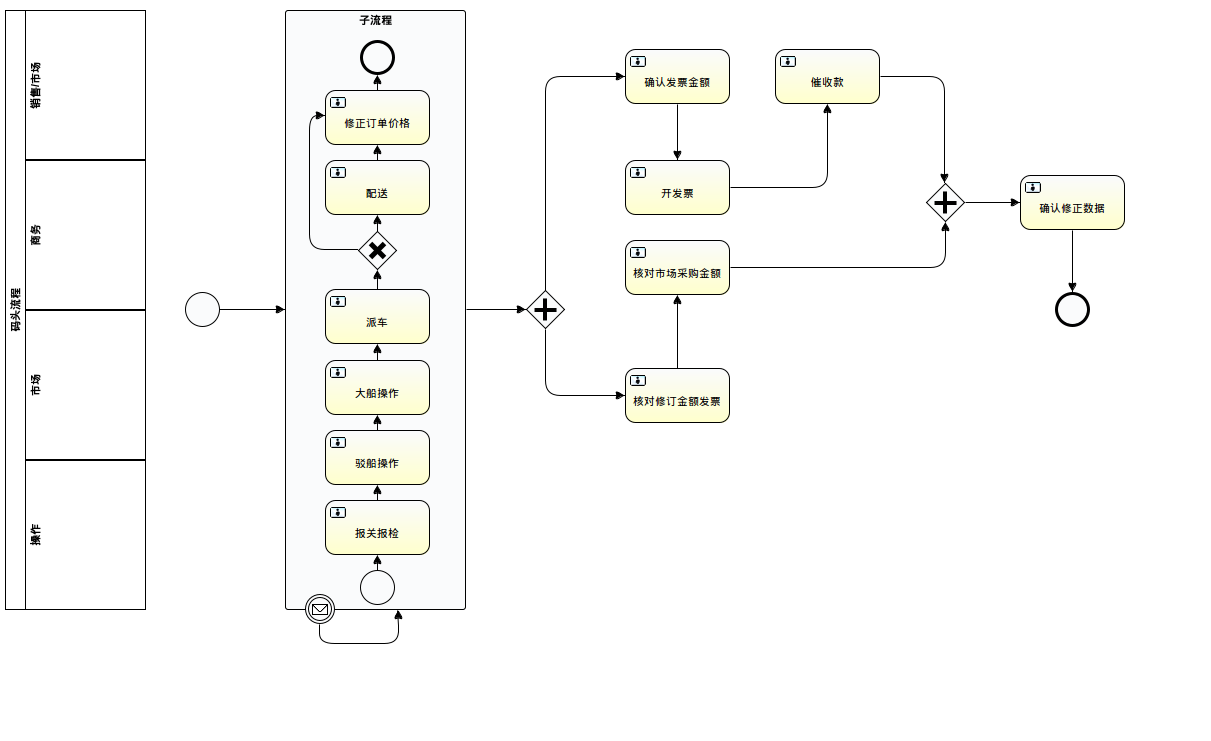 码头流程
销售/市场
商务
市场
操作
子流程
修正订单价格
配送
派车
大船操作
驳船操作
报关报检
确认发票金额
开发票
催收款
核对市场采购金额
核对修订金额发票
确认修正数据